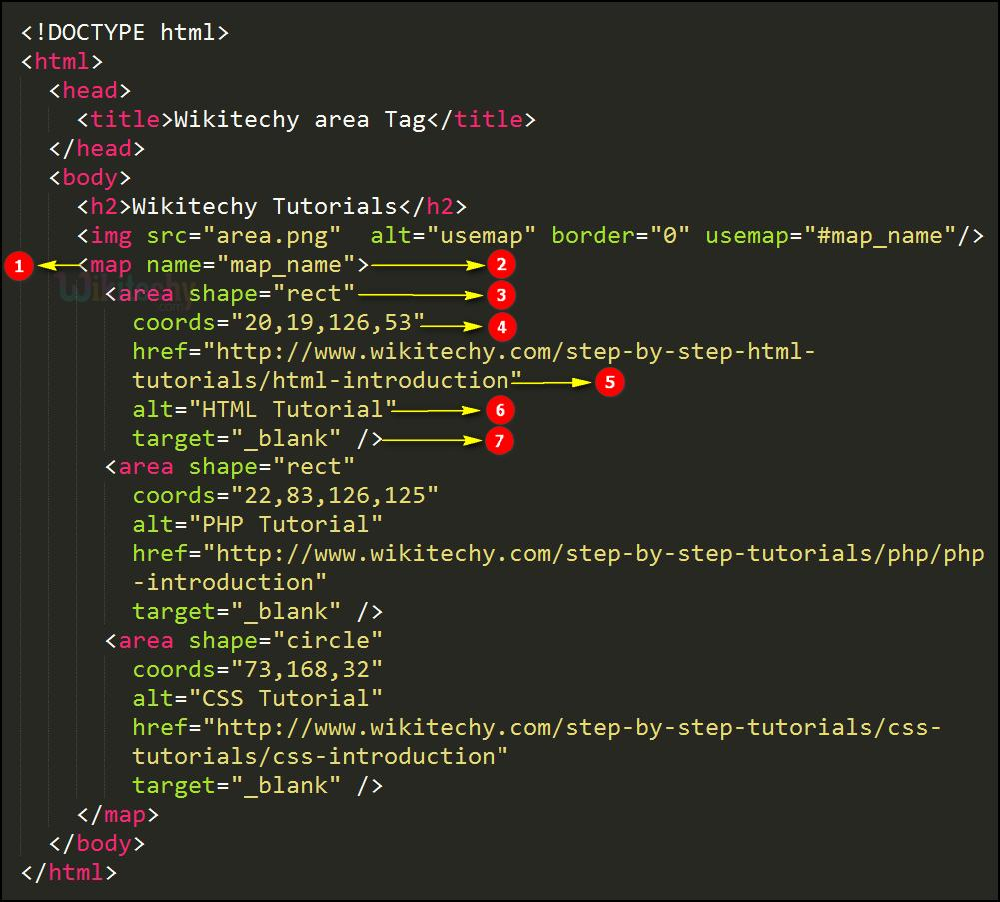 <!DOCTYPE html>
<html>
<head>
<title>Wikitechy area Tag</title>
</head>
<body>
<h2>Wikitechy Tutorials</h2>
<img src="area.png"  alt="usemap" border="0" usemap="#map_name"/>
1 <map name="map_name"> 2
Wikitechy
.com
<area shape="rect" 3
coords="20,19,126,53" 4
href="http://www.wikitechy.com/step-by-step-html-
tutorials/html-introduction" 5
alt="HTML Tutorial" 6
target="_blank" /> 7
<area shape="rect"
coords="22,83,126,125"
alt="PHP Tutorial"
href="http://www.wikitechy.com/step-by-step-tutorials/php/php
-introduction"
target="_blank" />
<area shape="circle"
coords="73,168,32"
alt="CSS Tutorial"
href="http://www.wikitechy.com/step-by-step-tutorials/css-
tutorials/css-introduction"
target="_blank" />
</map>
</body>
</html>